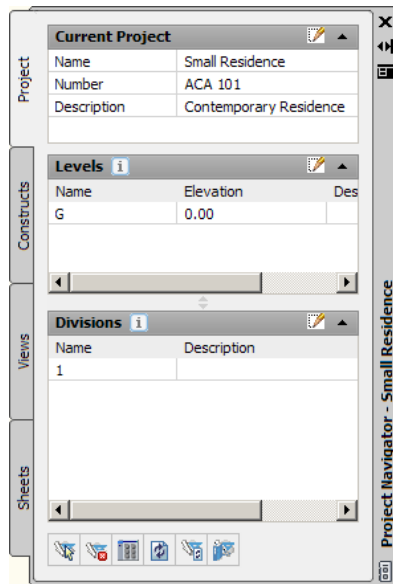 Current Project
Name Small Residence
Number ACA 101
Description Contemporary Residence
Levels i
Name Elevation Des
G 0.00
Divisions i
Name Description
1
Project
Constructs
Views
Sheets
Project Navigator - Small Residence